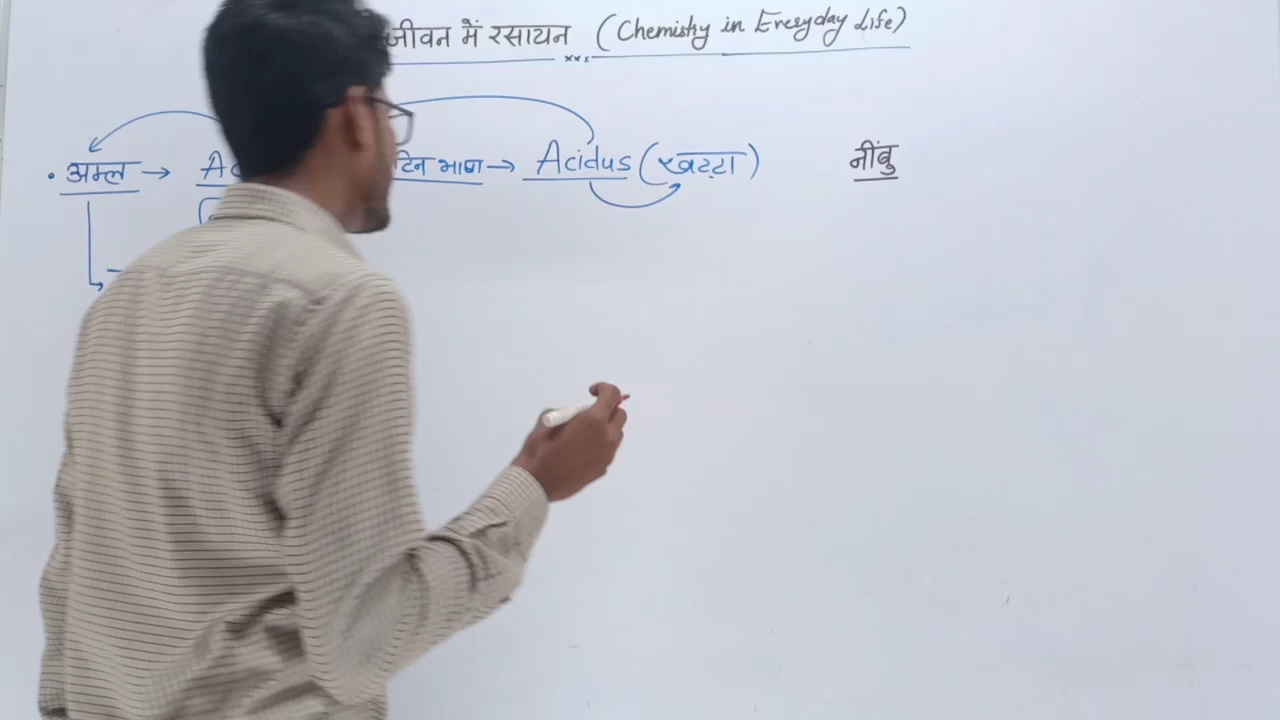 जीवन में रसायन (Chemistry in Everyday Life)
अम्ल → भाषा → Acidus (खट्टा) नींबु